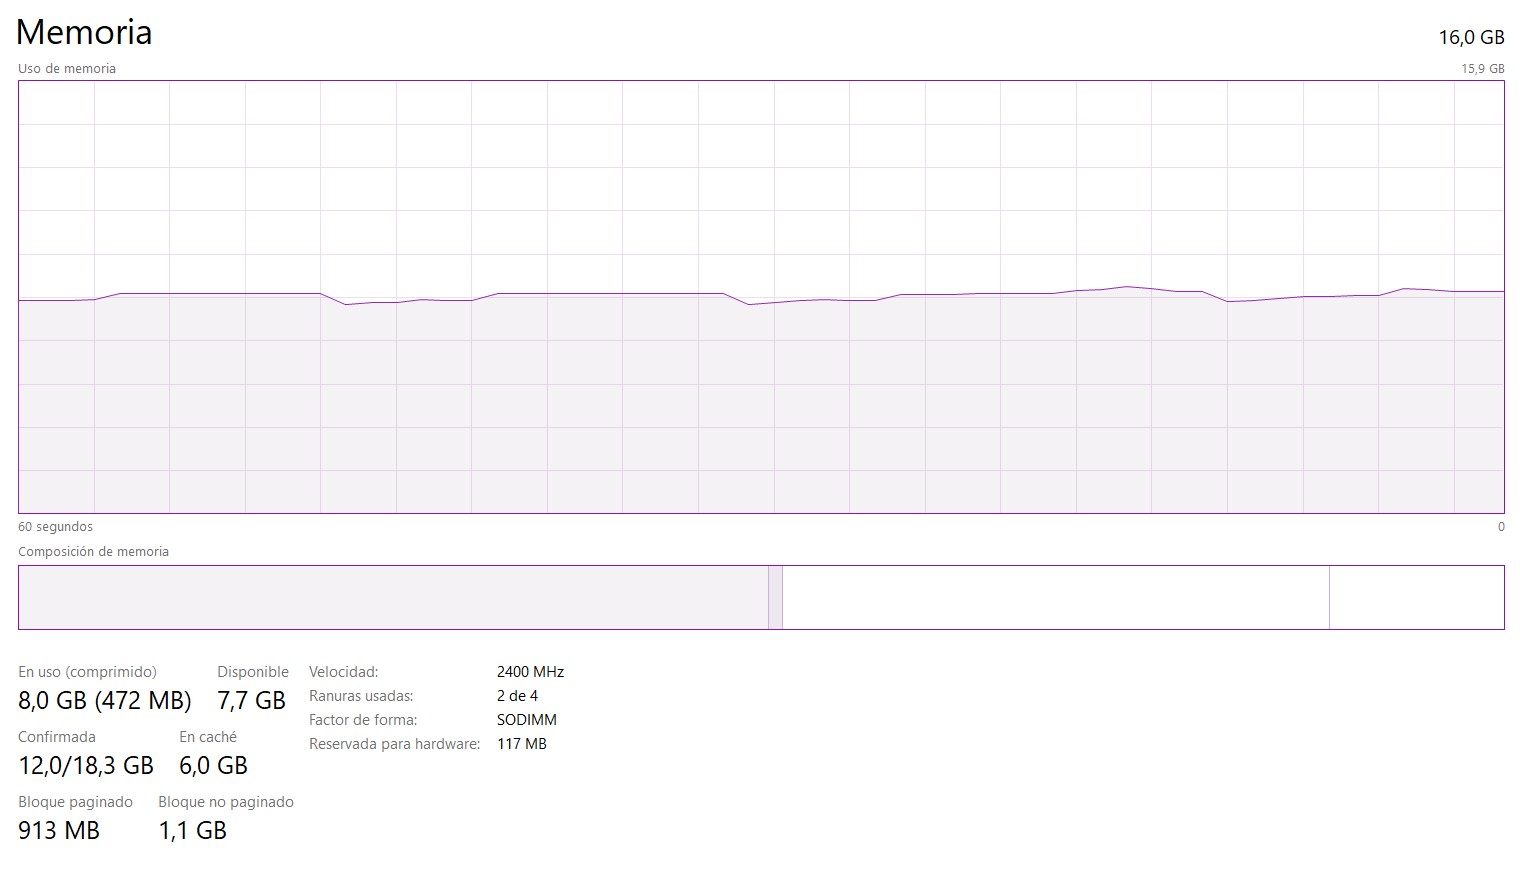 Memoria
16,0 GB
Uso de memoria
15,9 GB
60 segundos
0
Composición de memoria
En uso (comprimido)
Disponible
8,0 GB (472 MB)
7,7 GB
Confirmada
En caché
12,0/18,3 GB
6,0 GB
Bloque paginado
Bloque no paginado
913 MB
1,1 GB
Velocidad: 2400 MHz
Ranuras usadas: 2 de 4
Factor de forma: SODIMM
Reservada para hardware: 117 MB